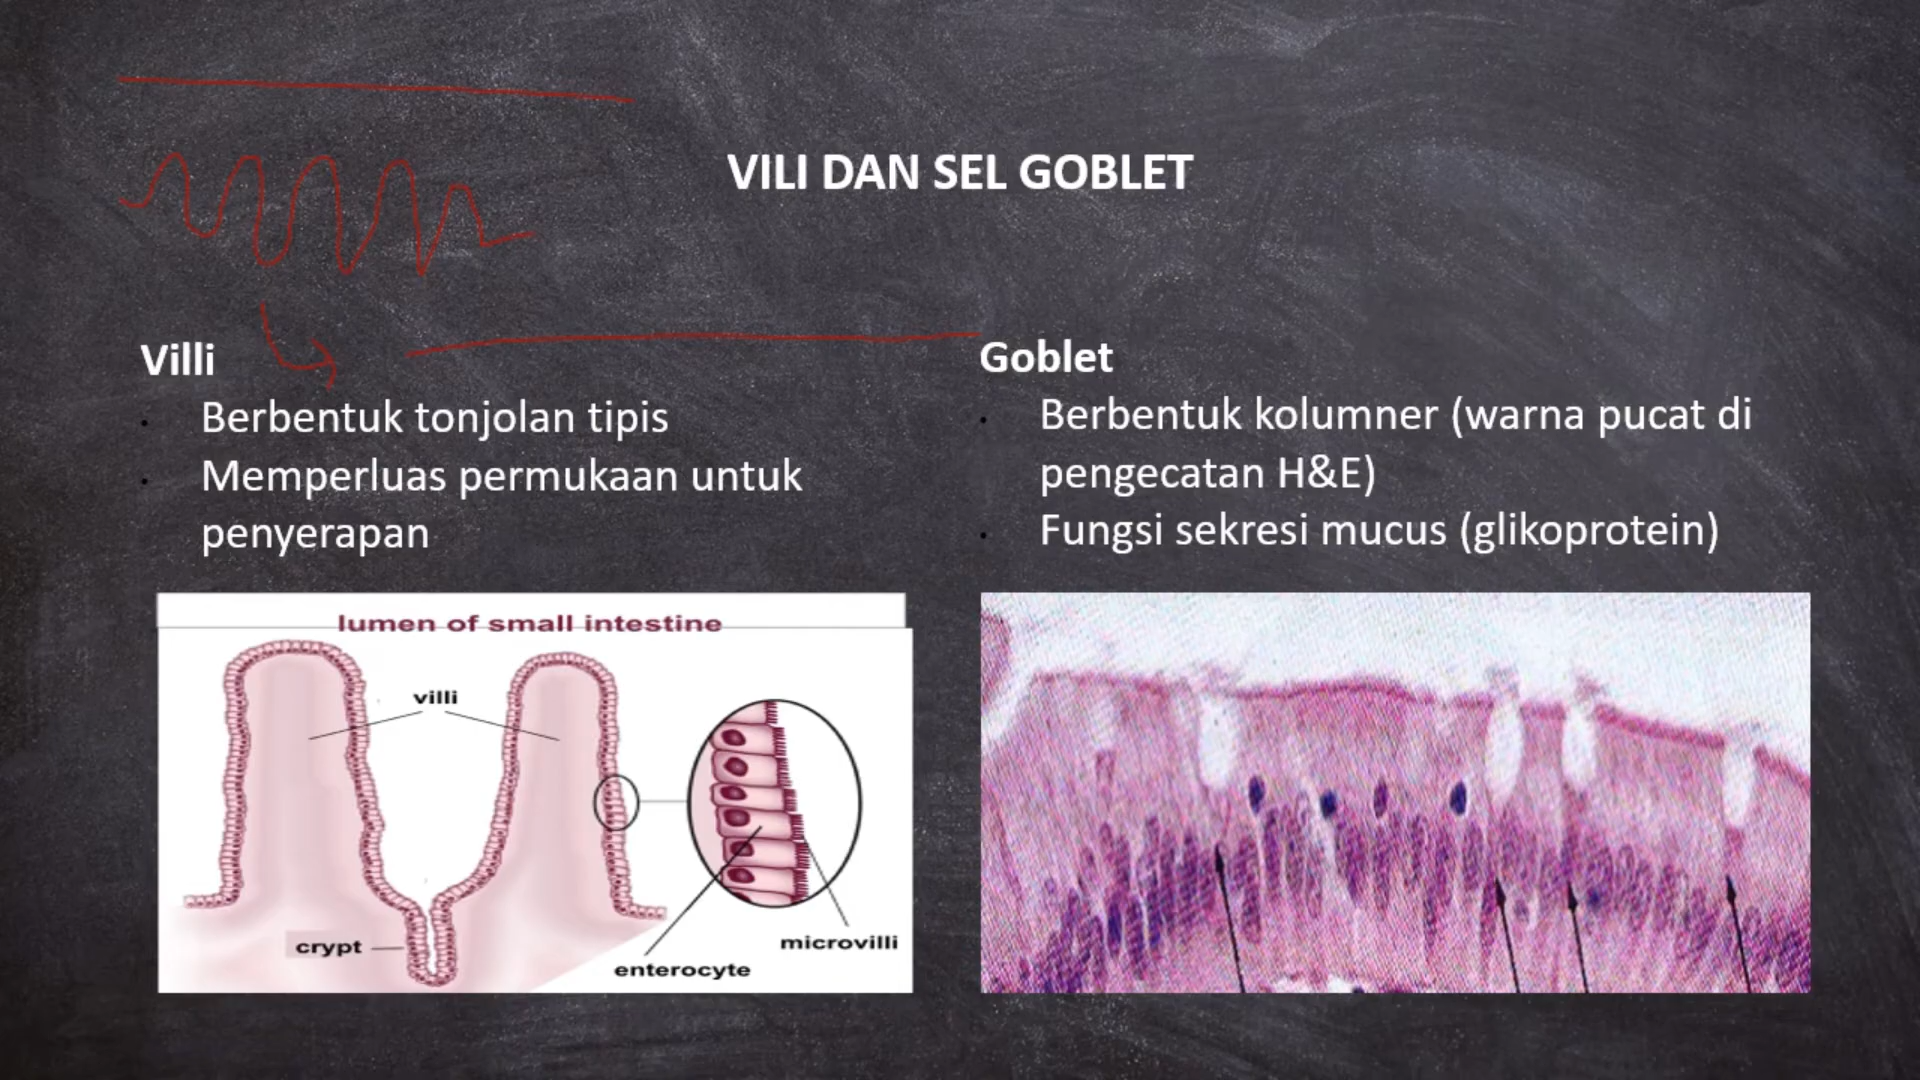 VILI DAN SEL GOBLET
Villi
Berbentuk tonjolan tipis
Memperluas permukaan untuk
penyerapan
Goblet
Berbentuk kolumner (warna pucat di
pengecatan H&E)
Fungsi sekresi mucus (glikoprotein)
lumen of small intestine
villi
crypt
microvilli
enterocyte